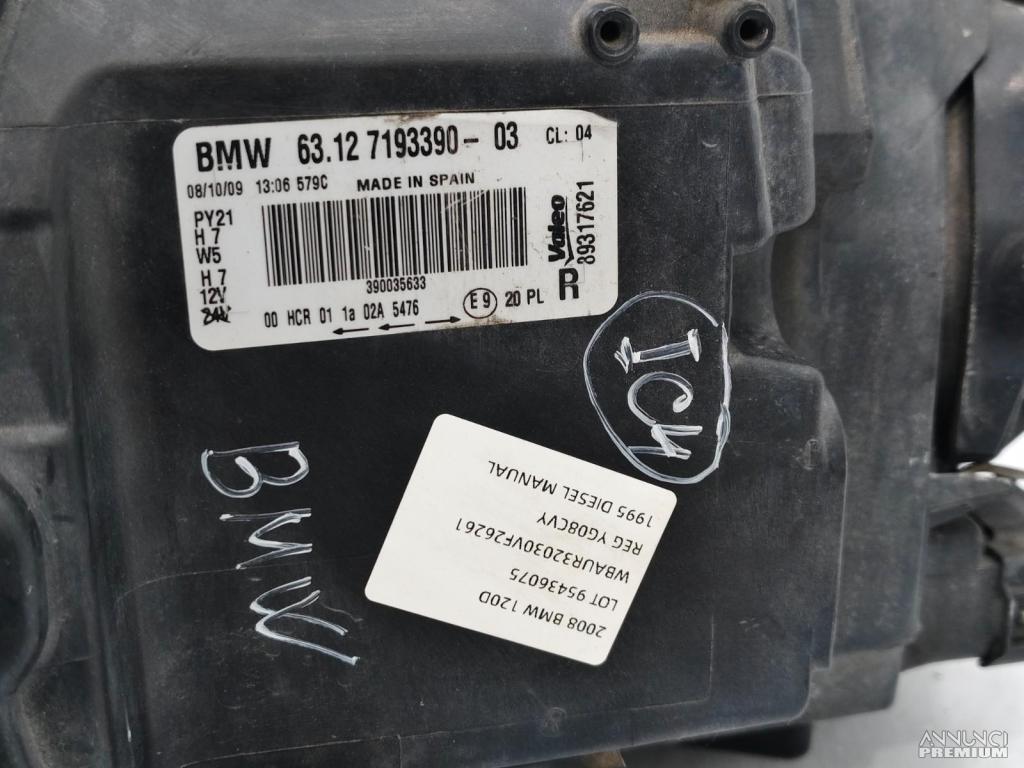 BMW 63.12 7193390-03 CL: 04
08/10/09 13:06 579C MADE IN SPAIN
PY21
H 7
W5
H 7
12V
24V
390035633
00 HCR 01 1a 02A 5476
E 9 20 PL
Valeo
89317621
R
ICH
BMW
2008 BMW 120D
LOT 95436075
WBAUR32030VF26261
REG YG08CVY
1995 DIESEL MANUAL
ANNUNCI
PREMIUM